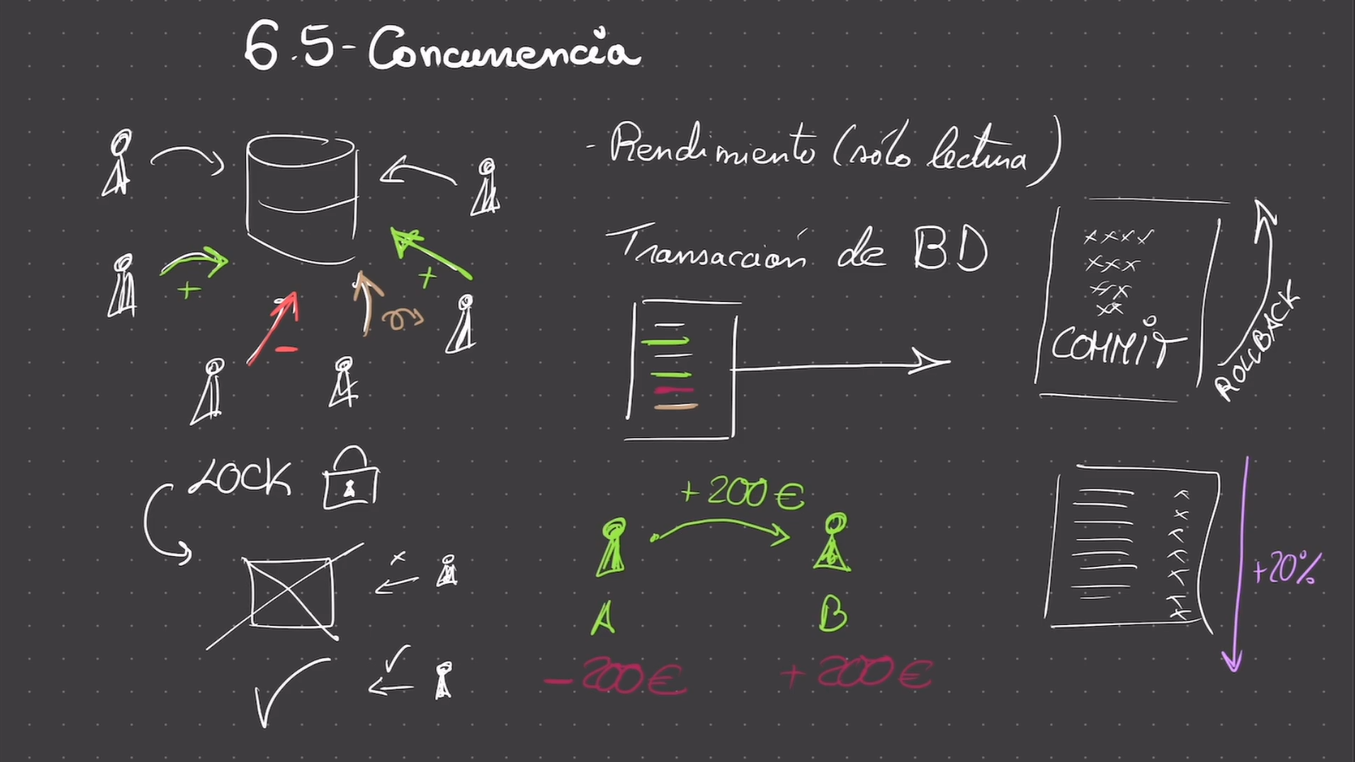 6.5- Concurrencia
- Rendimiento (sólo lectura)
Transacción de BD
+
+
-
xxxx
xxx
xxx
xx
COMMIT
ROLLBACK
LOCK
x
+200€
A
B
-200€
+200€
+20%